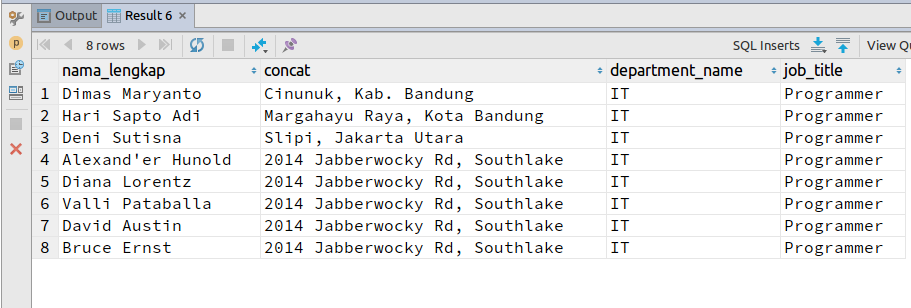 Output Result 6
8 rows SQL Inserts View Qu
nama_lengkap concat department_name job_title
1 Dimas Maryanto Cinunuk, Kab. Bandung IT Programmer
2 Hari Sapto Adi Margahayu Raya, Kota Bandung IT Programmer
3 Deni Sutisna Slipi, Jakarta Utara IT Programmer
4 Alexand'er Hunold 2014 Jabberwocky Rd, Southlake IT Programmer
5 Diana Lorentz 2014 Jabberwocky Rd, Southlake IT Programmer
6 Valli Pataballa 2014 Jabberwocky Rd, Southlake IT Programmer
7 David Austin 2014 Jabberwocky Rd, Southlake IT Programmer
8 Bruce Ernst 2014 Jabberwocky Rd, Southlake IT Programmer